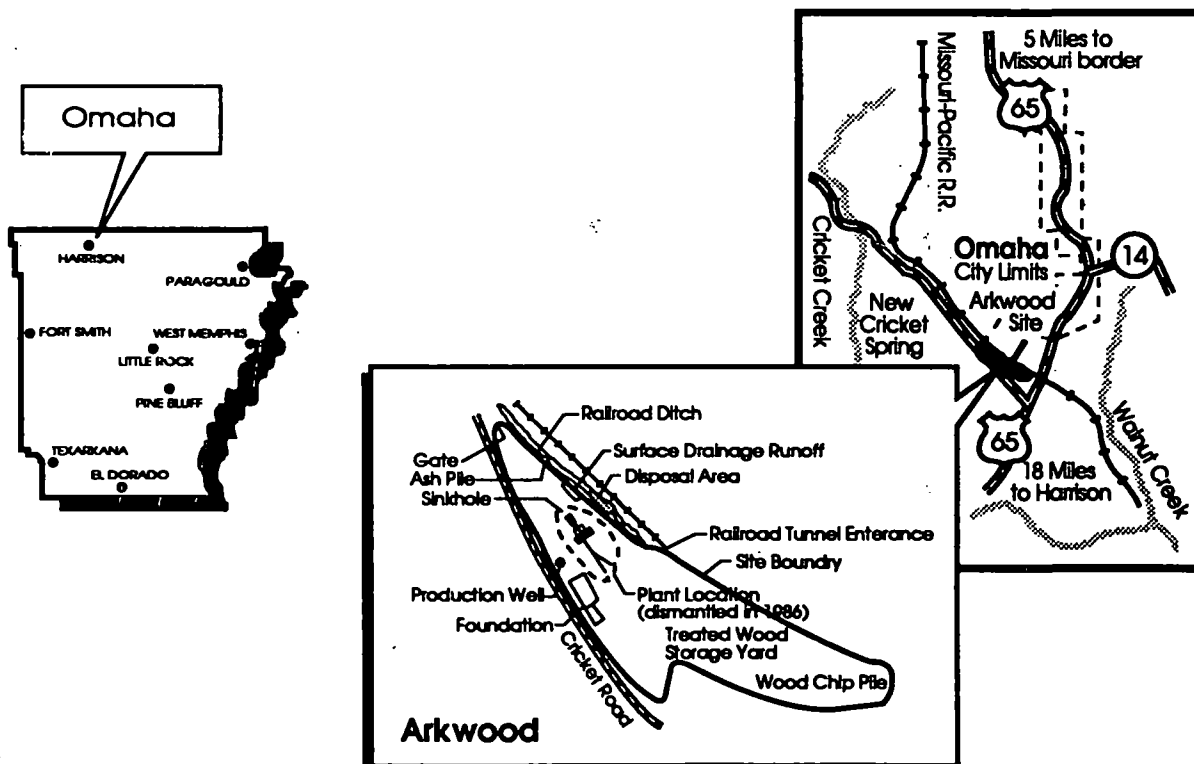 Omaha
HARRISON
PARAGOULD
FORT SMITH
WEST MEMPHIS
LITTLE ROCK
PINE BLUFF
TEXARKANA
EL DORADO
5 Miles to
Missouri border
65
Missouri-Pacific R.R.
Cricket Creek
Omaha
City Limits
14
New
Cricket
Spring
Arkwood
Site
65
18 Miles
to Harrison
Walnut Creek
Railroad Ditch
Gate
Surface Drainage Runoff
Ash Pile
Disposal Area
Sinkhole
Railroad Tunnel Enterance
Site Boundry
Production Well
Plant Location
(dismantled in 1986)
Foundation
Treated Wood
Storage Yard
Wood Chip Pile
Cricket Road
Arkwood